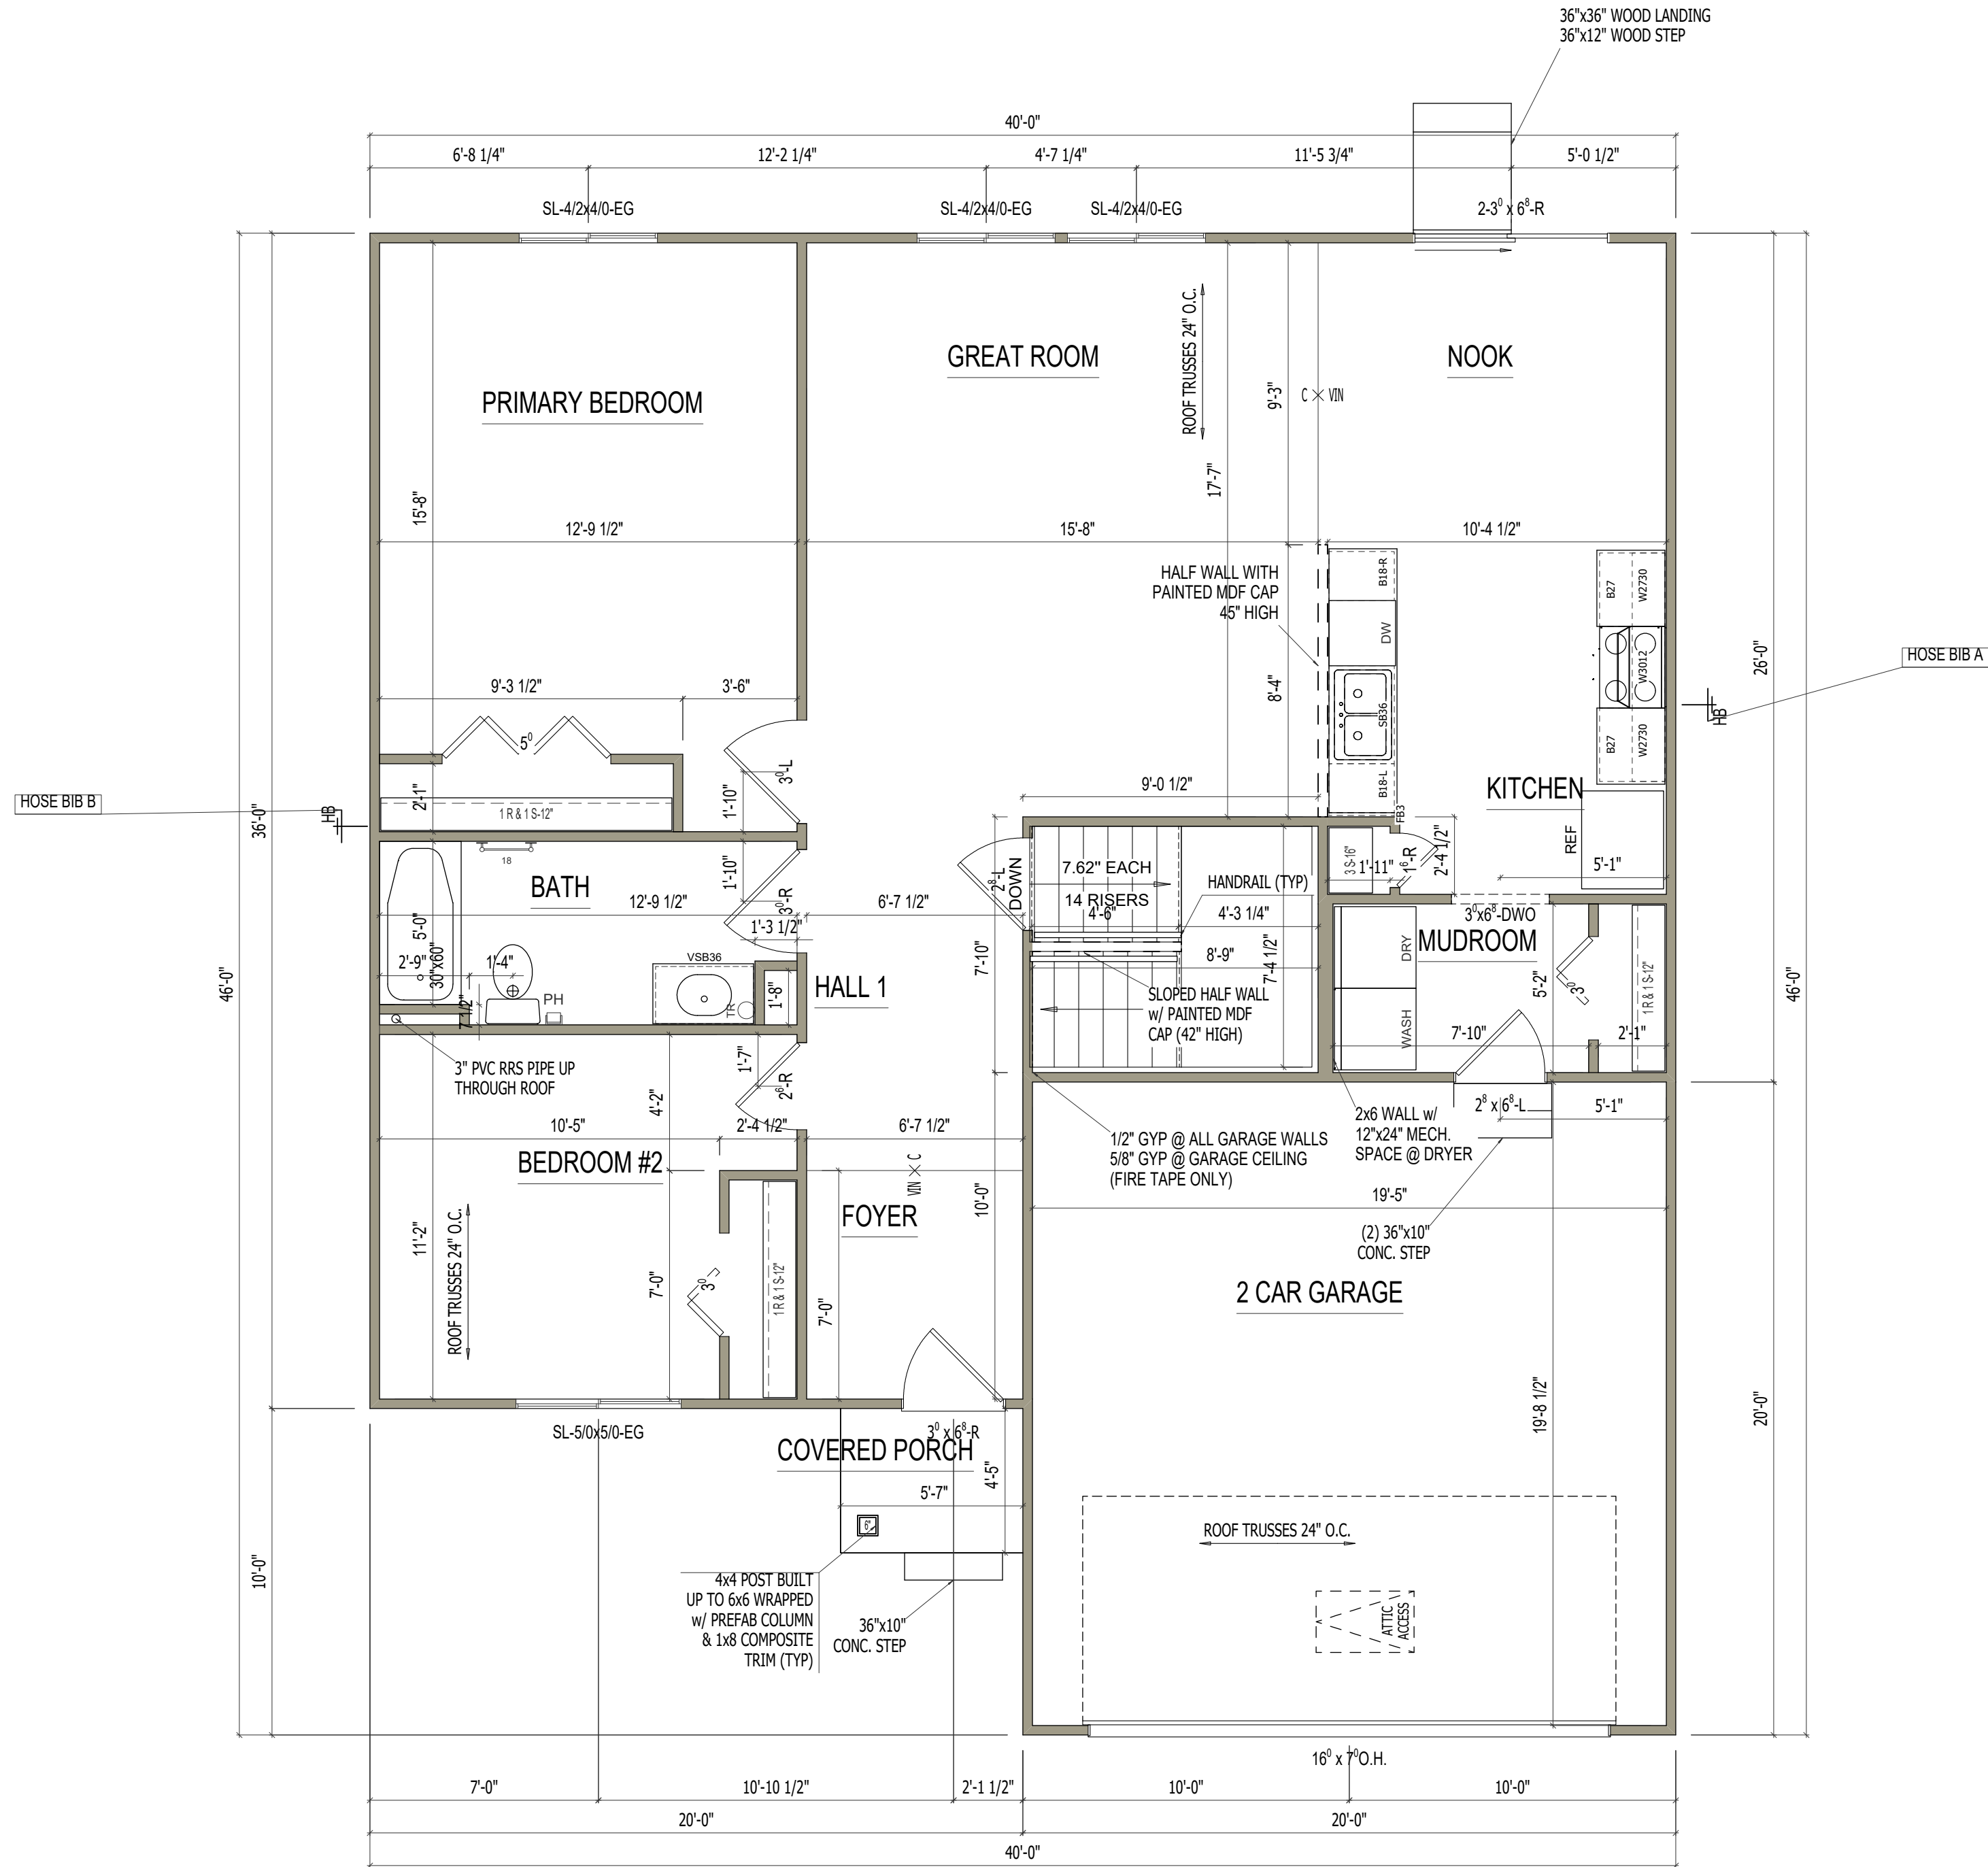 36"x36" WOOD LANDING
36"x12" WOOD STEP
40'-0"
6'-8 1/4"
12'-2 1/4"
4'-7 1/4"
11'-5 3/4"
5'-0 1/2"
SL-4/2x4/0-EG
SL-4/2x4/0-EG
SL-4/2x4/0-EG
2-3⁰ x 6⁸-R
PRIMARY BEDROOM
GREAT ROOM
NOOK
ROOF TRUSSES 24" O.C.
9'-3"
C
VIN
17'-7"
15'-8"
12'-9 1/2"
15'-8"
10'-4 1/2"
HALF WALL WITH
PAINTED MDF CAP
45" HIGH
B18-R
DW
SB36
B18-L
FB3
B27
W2730
W3012
B27
W2730
8'-4"
26'-0"
HOSE BIB A
HB
9'-3 1/2"
3'-6"
5⁰
3⁰-L
1'-10"
2'-1"
1 R & 1 S-12"
HOSE BIB B
HB
36'-0"
46'-0"
9'-0 1/2"
KITCHEN
REF
5'-1"
18
BATH
1'-10"
3⁰-R
12'-9 1/2"
6'-7 1/2"
1'-3 1/2"
5'-0"
30"x60"
2'-9"
1'-4"
7 1/2"
PH
VSB36
TR
1'-8"
HALL 1
7'-10"
2⁸-L
DOWN
7.62" EACH
14 RISERS
4'-6"
HANDRAIL (TYP)
4'-3 1/4"
8'-9"
7'-4 1/2"
SLOPED HALF WALL
w/ PAINTED MDF
CAP (42" HIGH)
3 S-16"
1'-11"
1⁶-R
2'-4 1/2"
3⁰x6⁸-DWO
MUDROOM
DRY
WASH
5'-2"
3⁰
1 R & 1 S-12"
7'-10"
2'-1"
46'-0"
3" PVC RRS PIPE UP
THROUGH ROOF
1'-7"
2⁶-R
4'-2"
10'-5"
2'-4 1/2"
6'-7 1/2"
BEDROOM #2
VIN
C
FOYER
10'-0"
1/2" GYP @ ALL GARAGE WALLS
5/8" GYP @ GARAGE CEILING
(FIRE TAPE ONLY)
2x6 WALL w/
12"x24" MECH.
SPACE @ DRYER
2⁸ x 6⁸-L
5'-1"
19'-5"
(2) 36"x10"
CONC. STEP
11'-2"
ROOF TRUSSES 24" O.C.
7'-0"
3⁰
1 R & 1 S-12"
7'-0"
2 CAR GARAGE
19'-8 1/2"
20'-0"
SL-5/0x5/0-EG
3⁰ x 6⁸-R
COVERED PORCH
4'-5"
5'-7"
6"
ROOF TRUSSES 24" O.C.
10'-0"
4x4 POST BUILT
UP TO 6x6 WRAPPED
w/ PREFAB COLUMN
& 1x8 COMPOSITE
TRIM (TYP)
36"x10"
CONC. STEP
ATTIC
ACCESS
16⁰ x 7⁰O.H.
7'-0"
10'-10 1/2"
2'-1 1/2"
10'-0"
10'-0"
20'-0"
20'-0"
40'-0"